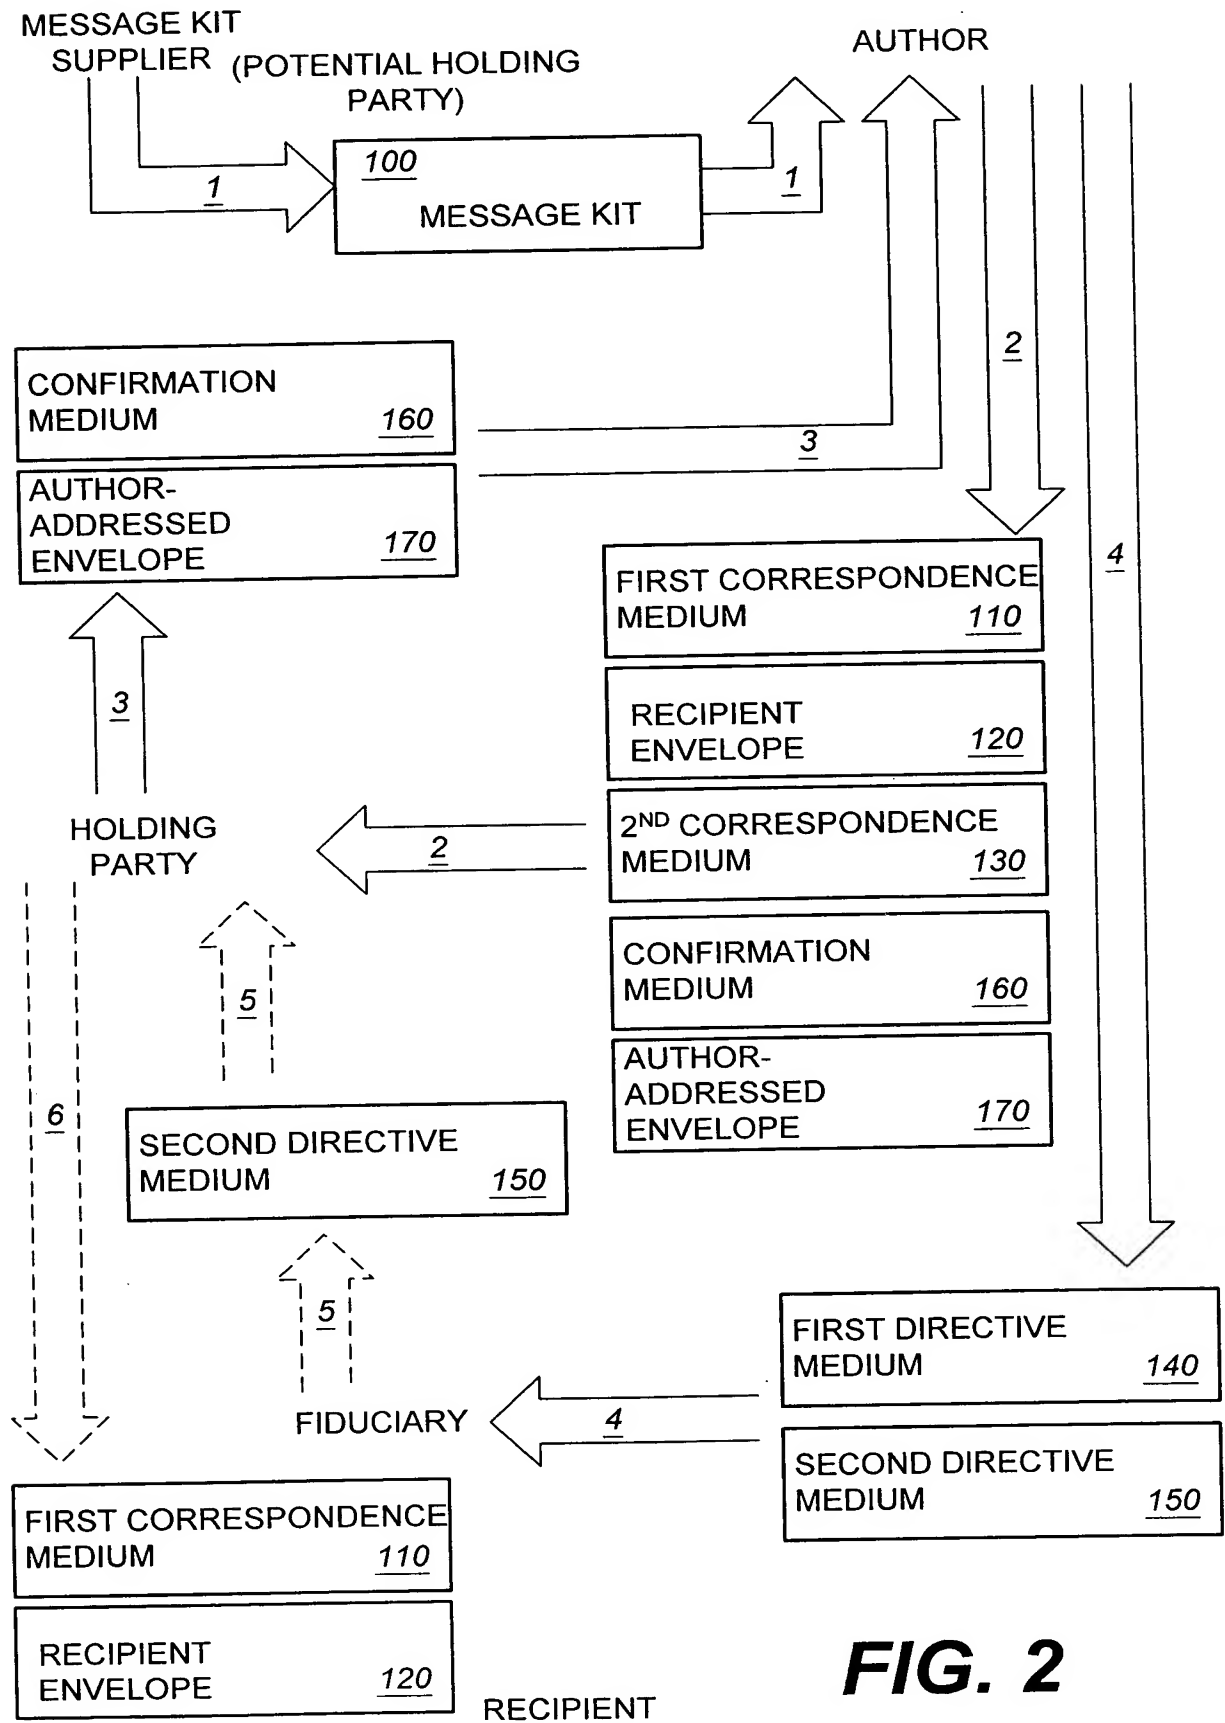 MESSAGE KIT
SUPPLIER
(POTENTIAL HOLDING
PARTY)
AUTHOR
1
100
MESSAGE KIT
1
2
CONFIRMATION
MEDIUM 160
3
AUTHOR-
ADDRESSED
ENVELOPE 170
4
FIRST CORRESPONDENCE
MEDIUM 110
3
RECIPIENT
ENVELOPE 120
HOLDING
PARTY
2
2ND CORRESPONDENCE
MEDIUM 130
CONFIRMATION
MEDIUM 160
5
AUTHOR-
ADDRESSED
ENVELOPE 170
6
SECOND DIRECTIVE
MEDIUM 150
5
FIRST DIRECTIVE
MEDIUM 140
FIDUCIARY
4
SECOND DIRECTIVE
MEDIUM 150
FIRST CORRESPONDENCE
MEDIUM 110
RECIPIENT
ENVELOPE 120
RECIPIENT
FIG. 2